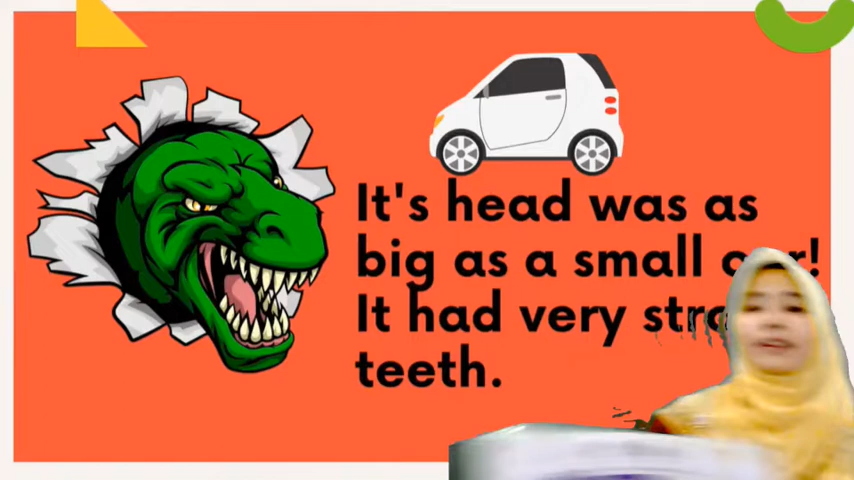 It's head was as
big as a small
It had very
teeth.